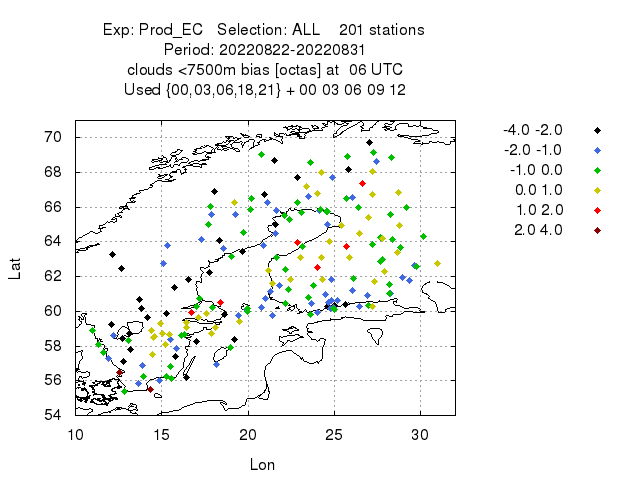 Exp: Prod_EC Selection: ALL 201 stations
Period: 20220822-20220831
clouds <7500m bias [octas] at 06 UTC
Used {00,03,06,18,21} + 00 03 06 09 12
70
68
66
64
62
60
58
56
54
10 15 20 25 30
Lat
Lon
-4.0 -2.0
-2.0 -1.0
-1.0 0.0
0.0 1.0
1.0 2.0
2.0 4.0